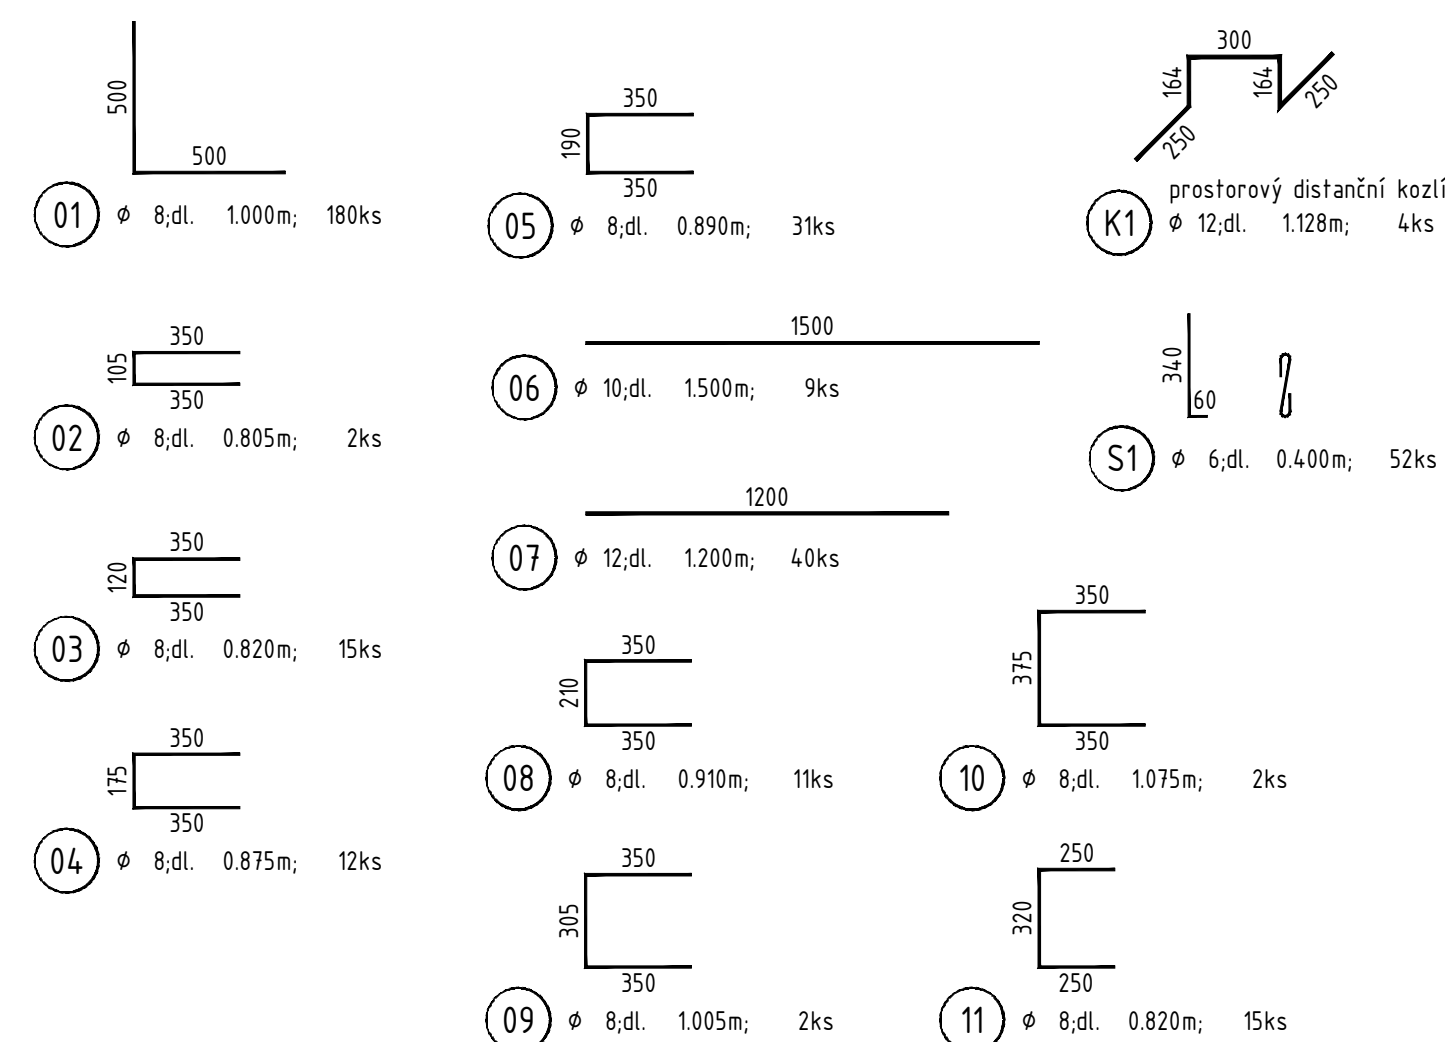 500
500
01 ϕ 8;dl. 1.000m; 180ks
350
105
350
02 ϕ 8;dl. 0.805m; 2ks
350
120
350
03 ϕ 8;dl. 0.820m; 15ks
350
175
350
04 ϕ 8;dl. 0.875m; 12ks
350
190
350
05 ϕ 8;dl. 0.890m; 31ks
1500
06 ϕ 10;dl. 1.500m; 9ks
1200
07 ϕ 12;dl. 1.200m; 40ks
350
210
350
08 ϕ 8;dl. 0.910m; 11ks
350
305
350
09 ϕ 8;dl. 1.005m; 2ks
300
164
164
250
250
prostorový distanční kozlí
K1 ϕ 12;dl. 1.128m; 4ks
340
60
S1 ϕ 6;dl. 0.400m; 52ks
350
375
350
10 ϕ 8;dl. 1.075m; 2ks
250
320
250
11 ϕ 8;dl. 0.820m; 15ks